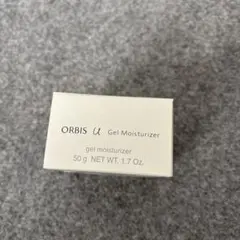 ORBIS u Gel Moisturizer
gel moisturizer
50 g NET WT. 1.7 Oz.